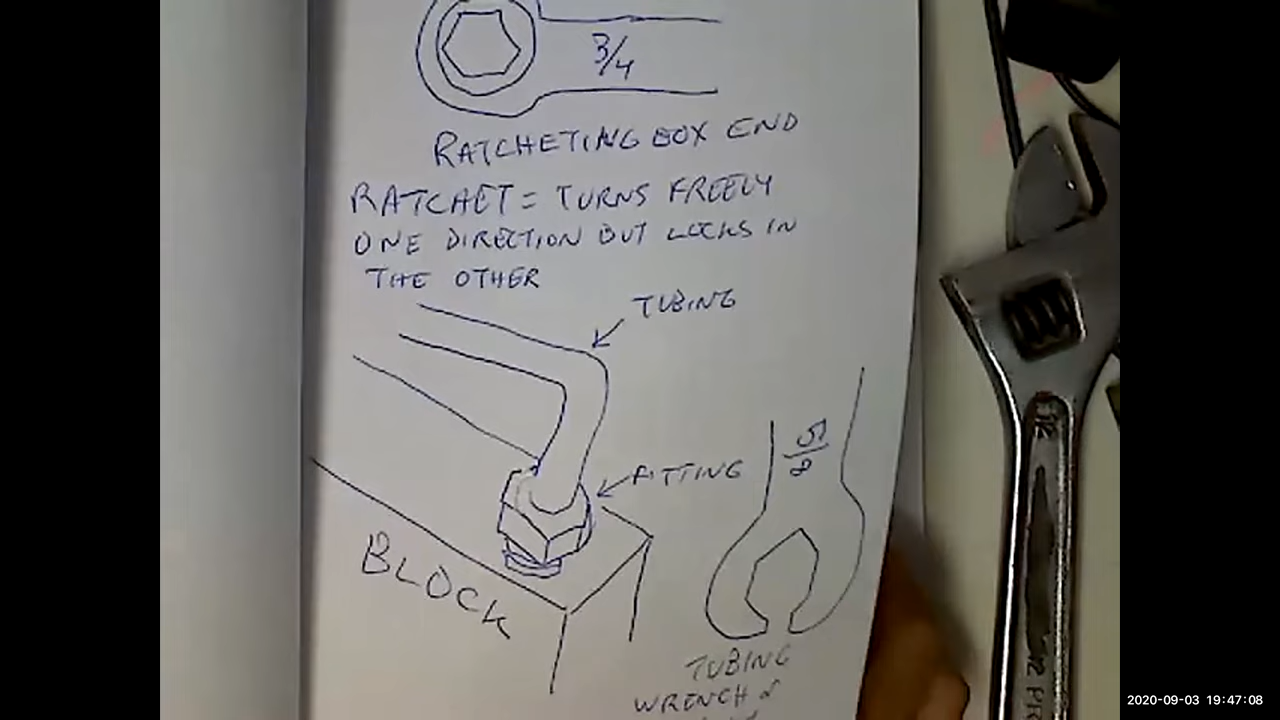 3/4
RATCHETING BOX END
RATCHET = TURNS FREELY
ONE DIRECTION BUT LOCKS IN
THE OTHER
TUBING
5/8
FITTING
BLOCK
TUBING
WRENCH
2020-09-03 19:47:08